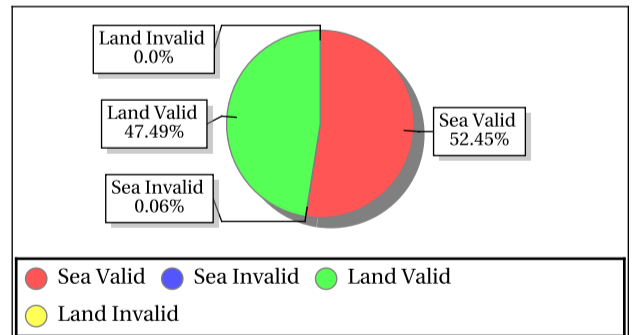 Land Invalid
0.0%
Land Valid
47.49%
Sea Valid
52.45%
Sea Invalid
0.06%
Sea Valid
Sea Invalid
Land Valid
Land Invalid